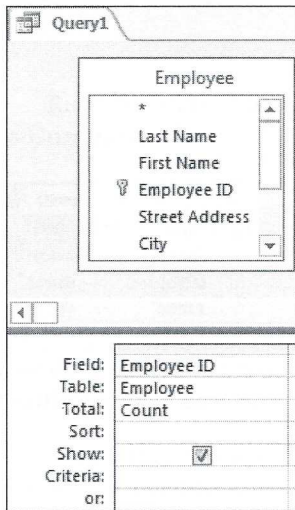 Query1
Employee
*
Last Name
First Name
Employee ID
Street Address
City
Field: Employee ID
Table: Employee
Total: Count
Sort:
Show:
Criteria:
or: